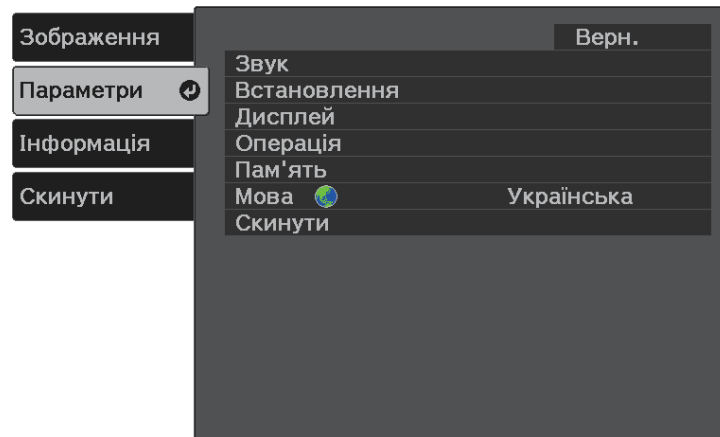 Зображення
Параметри
Інформація
Скинути
Верн.
Звук
Встановлення
Дисплей
Операція
Пам'ять
Мова Українська
Скинути